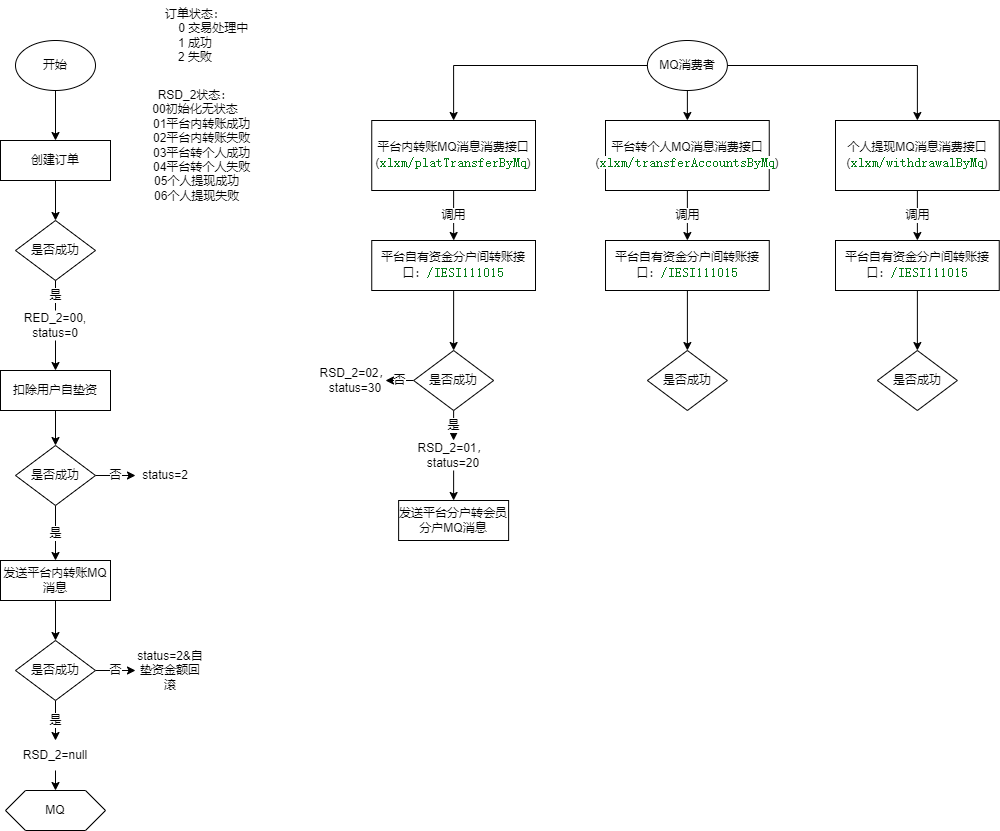 订单状态：
0 交易处理中
1 成功
2 失败
RSD_2状态：
00初始化无状态
01平台内转账成功
02平台内转账失败
03平台转个人成功
04平台转个人失败
05个人提现成功
06个人提现失败
开始
创建订单
是否成功
是
RED_2=00,
status=0
扣除用户自垫资
是否成功
否
status=2
是
发送平台内转账MQ
消息
是否成功
否
status=2&自
垫资金额回
滚
是
RSD_2=null
MQ
MQ消费者
平台内转账MQ消息消费接口
(xlxm/platTransferByMq)
调用
平台自有资金分户间转账接
口：/IESI111015
是否成功
否
RSD_2=02,
status=30
是
RSD_2=01,
status=20
发送平台分户转会员
分户MQ消息
平台转个人MQ消息消费接口
(xlxm/transferAccountsByMq)
调用
平台自有资金分户间转账接
口：/IESI111015
是否成功
个人提现MQ消息消费接口
(xlxm/withdrawalByMq)
调用
平台自有资金分户间转账接
口：/IESI111015
是否成功